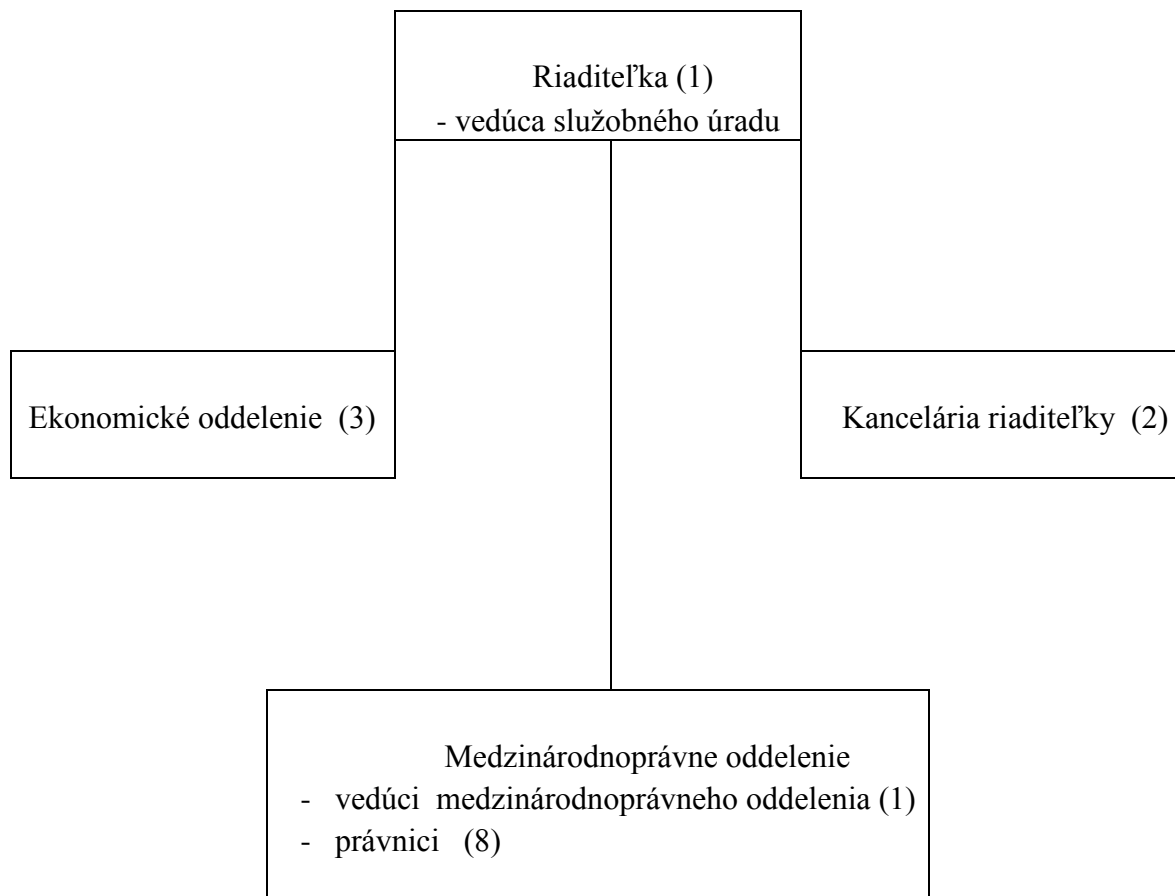 Riaditeľka (1)
- vedúca služobného úradu
Ekonomické oddelenie (3)
Kancelária riaditeľky (2)
Medzinárodnoprávne oddelenie
- vedúci medzinárodnoprávneho oddelenia (1)
- právnici (8)